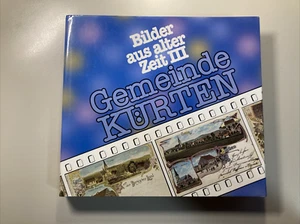 Bilder
aus alter
Zeit III
Gemeinde
KÜRTEN